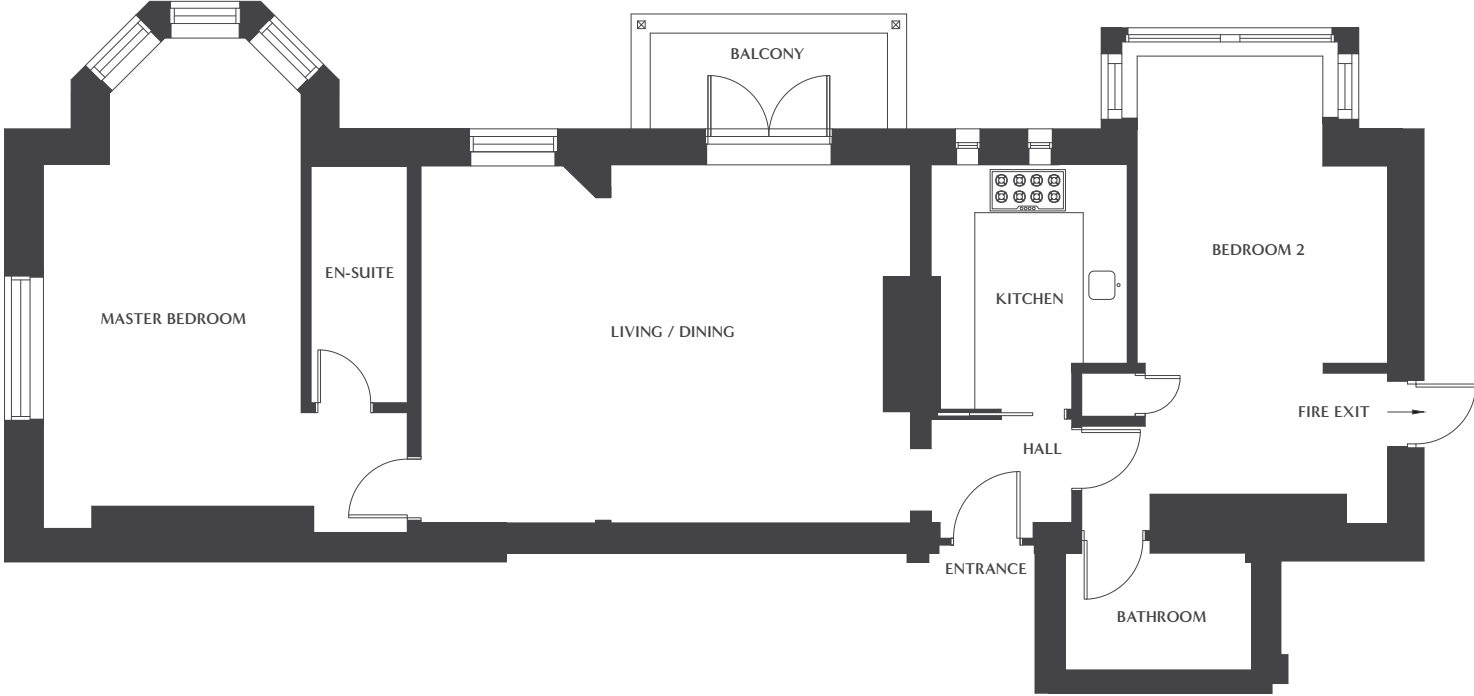 BALCONY
BEDROOM 2
EN-SUITE
KITCHEN
MASTER BEDROOM
LIVING / DINING
FIRE EXIT
HALL
ENTRANCE
BATHROOM